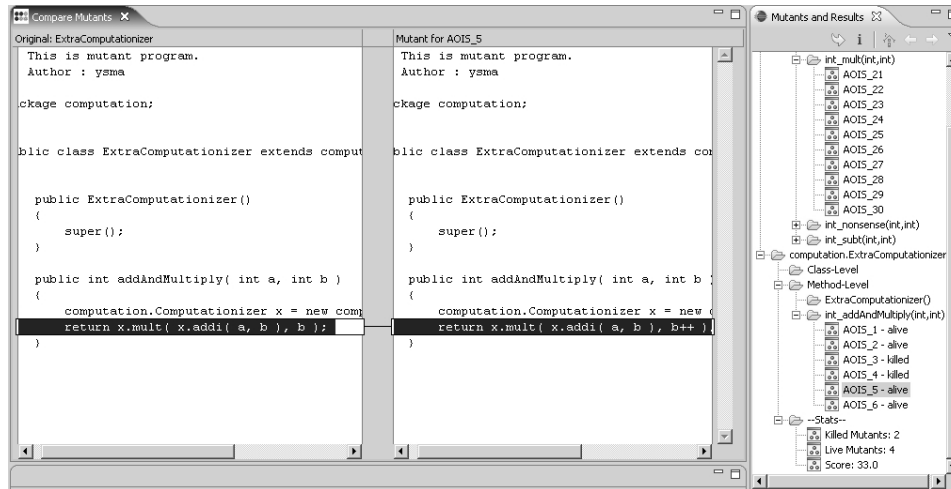 Compare Mutants
Original: ExtraComputationizer
This is mutant program.
Author : ysma
ckage computation;
blic class ExtraComputationizer extends comput
public ExtraComputationizer()
{
super();
}
public int addAndMultiply( int a, int b )
{
computation.Computationizer x = new comp
return x.mult( x.addi( a, b ), b );
}
Mutant for AOIS_5
This is mutant program.
Author : ysma
ckage computation;
blic class ExtraComputationizer extends com
public ExtraComputationizer()
{
super();
}
public int addAndMultiply( int a, int b )
{
computation.Computationizer x = new c
return x.mult( x.addi( a, b ), b++ )
}
Mutants and Results
int_mult(int,int)
AOIS_21
AOIS_22
AOIS_23
AOIS_24
AOIS_25
AOIS_26
AOIS_27
AOIS_28
AOIS_29
AOIS_30
int_nonsense(int,int)
int_subt(int,int)
computation.ExtraComputationizer
Class-Level
Method-Level
ExtraComputationizer()
int_addAndMultiply(int,int)
AOIS_1 - alive
AOIS_2 - alive
AOIS_3 - killed
AOIS_4 - killed
AOIS_5 - alive
AOIS_6 - alive
--Stats--
Killed Mutants: 2
Live Mutants: 4
Score: 33.0